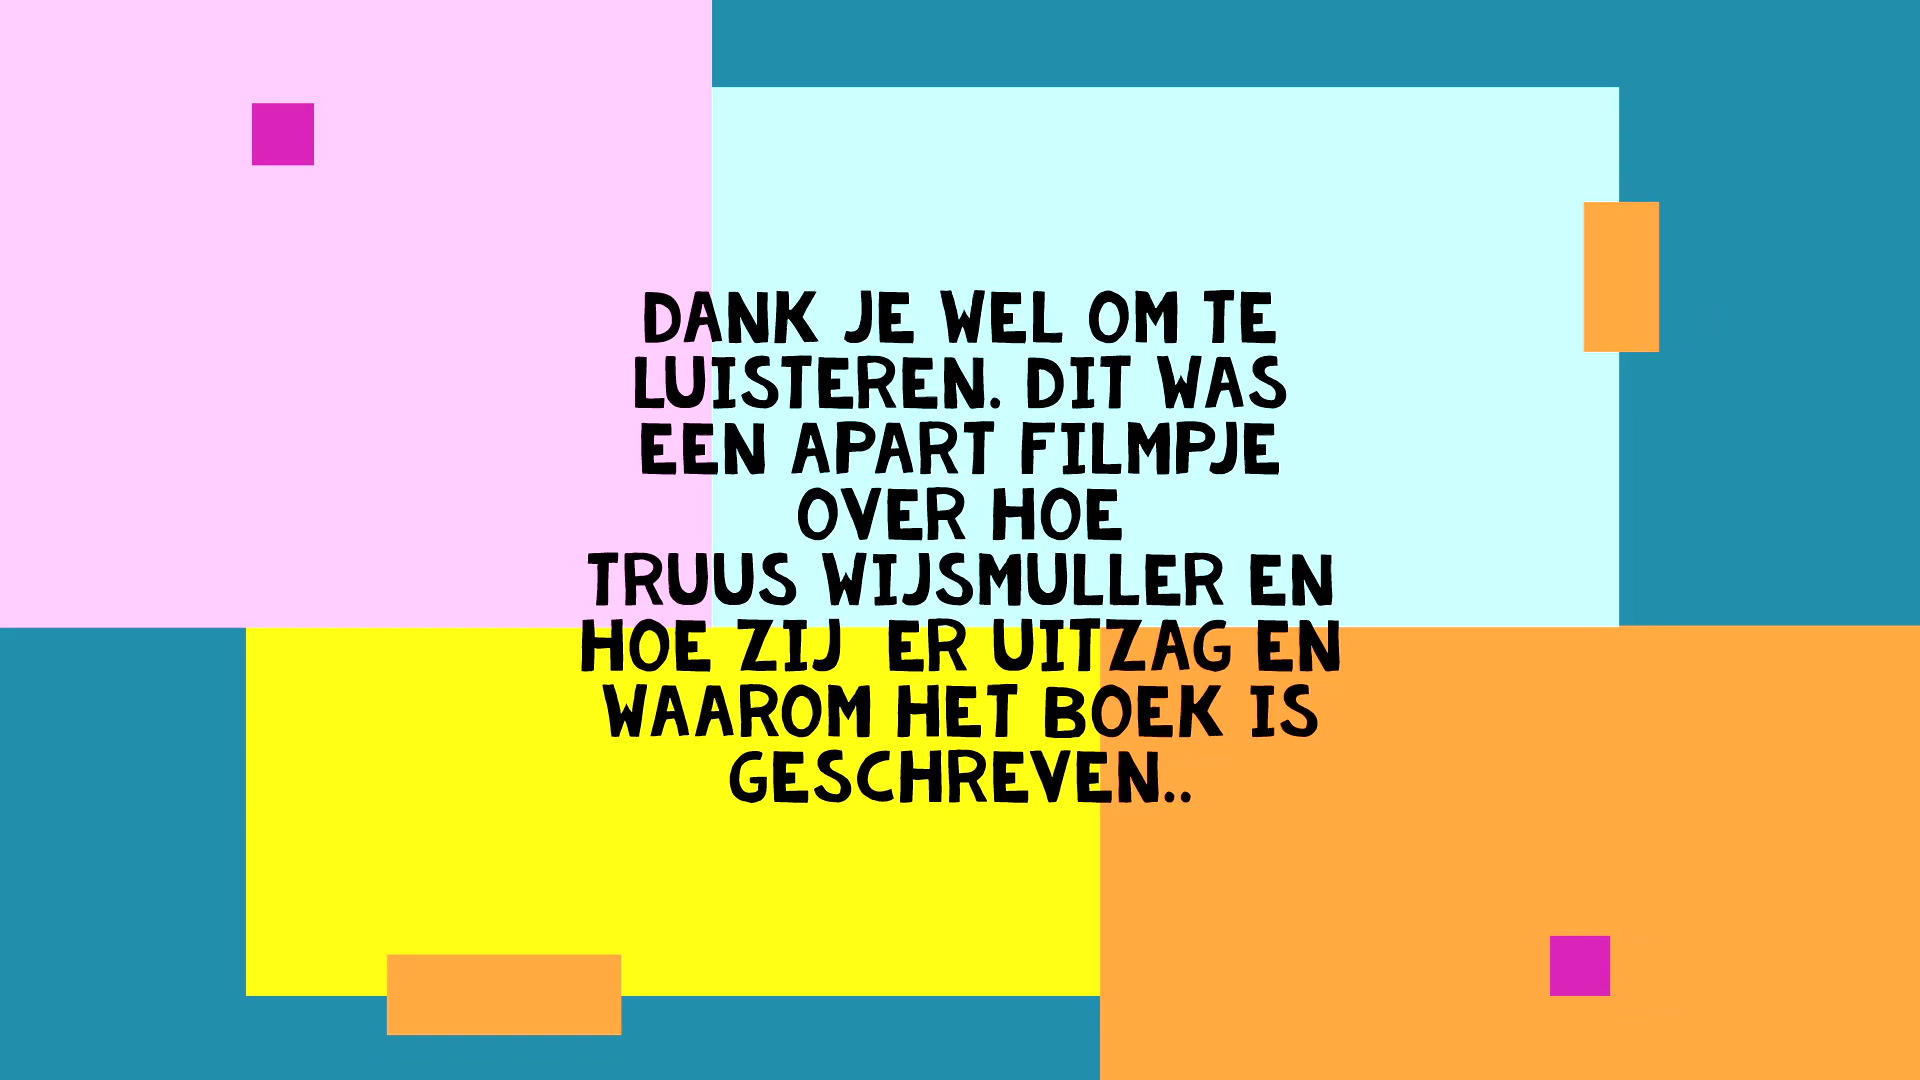 DANK JE WEL OM TE
LUISTEREN. DIT WAS
EEN APART FILMPJE
OVER HOE
TRUUS WIJSMULLER EN
HOE ZIJ  ER UITZAG EN
WAAROM HET BOEK IS
GESCHREVEN..